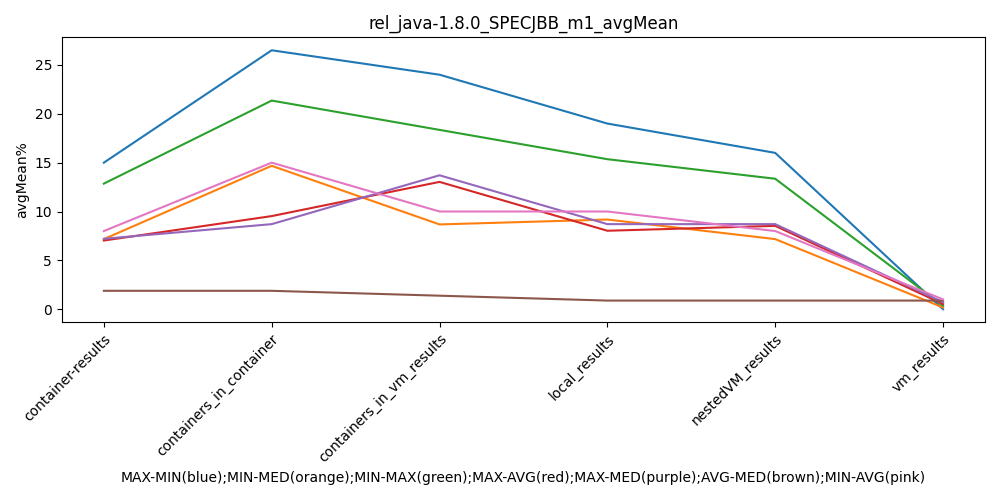 rel_java-1.8.0_SPECJBB_m1_avgMean
avgMean%
25
20
15
10
5
0
container-results
containers_in_container
containers_in_vm_results
local_results
nestedVM_results
vm_results
MAX-MIN(blue);MIN-MED(orange);MIN-MAX(green);MAX-AVG(red);MAX-MED(purple);AVG-MED(brown);MIN-AVG(pink)